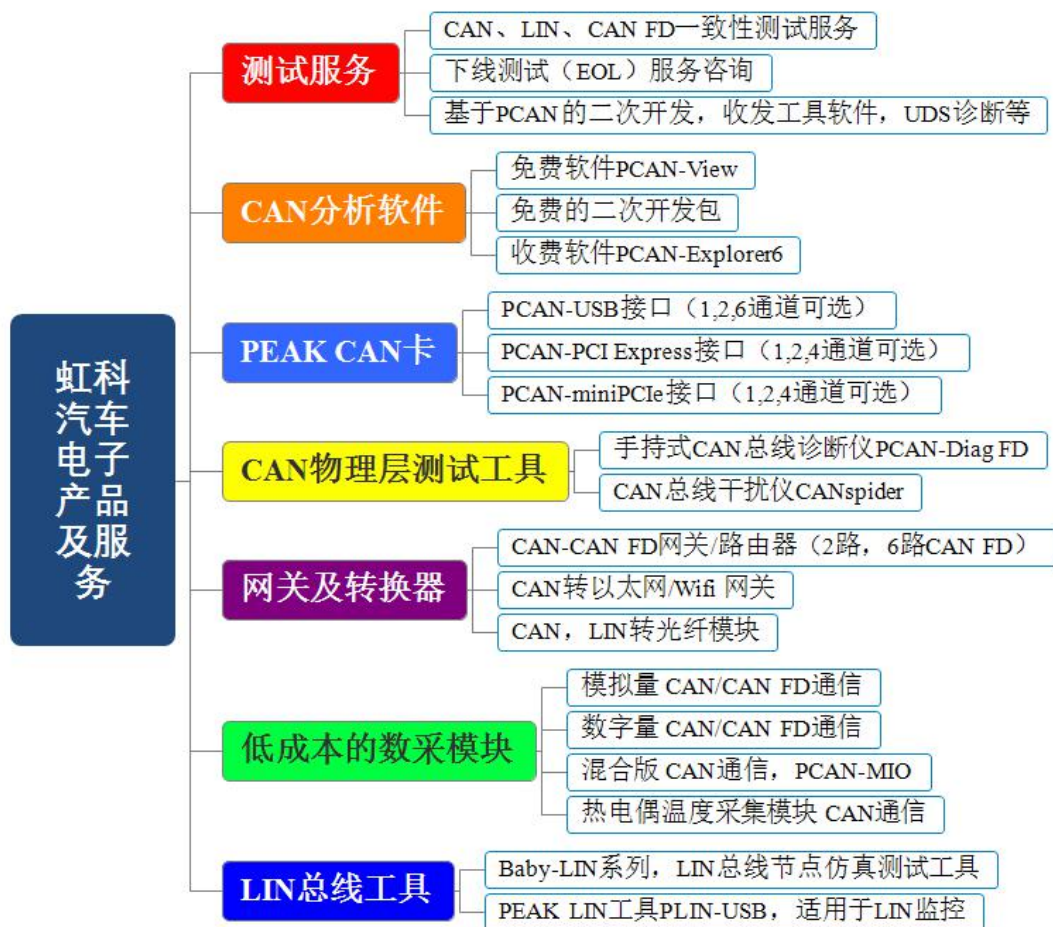 虹科
汽车
电子
产品
及服
务
测试服务
CAN、LIN、CAN FD一致性测试服务
下线测试（EOL）服务咨询
基于PCAN的二次开发，收发工具软件，UDS诊断等
CAN分析软件
免费软件PCAN-View
免费的二次开发包
收费软件PCAN-Explorer6
PEAK CAN卡
PCAN-USB接口（1,2,6通道可选）
PCAN-PCI Express接口（1,2,4通道可选）
PCAN-miniPCIe接口（1,2,4通道可选）
CAN物理层测试工具
手持式CAN总线诊断仪PCAN-Diag FD
CAN总线干扰仪CANspider
网关及转换器
CAN-CAN FD网关/路由器（2路，6路CAN FD）
CAN转以太网/Wifi 网关
CAN，LIN转光纤模块
低成本的数采模块
模拟量 CAN/CAN FD通信
数字量 CAN/CAN FD通信
混合版 CAN通信，PCAN-MIO
热电偶温度采集模块 CAN通信
LIN总线工具
Baby-LIN系列，LIN总线节点仿真测试工具
PEAK LIN工具PLIN-USB，适用于LIN监控